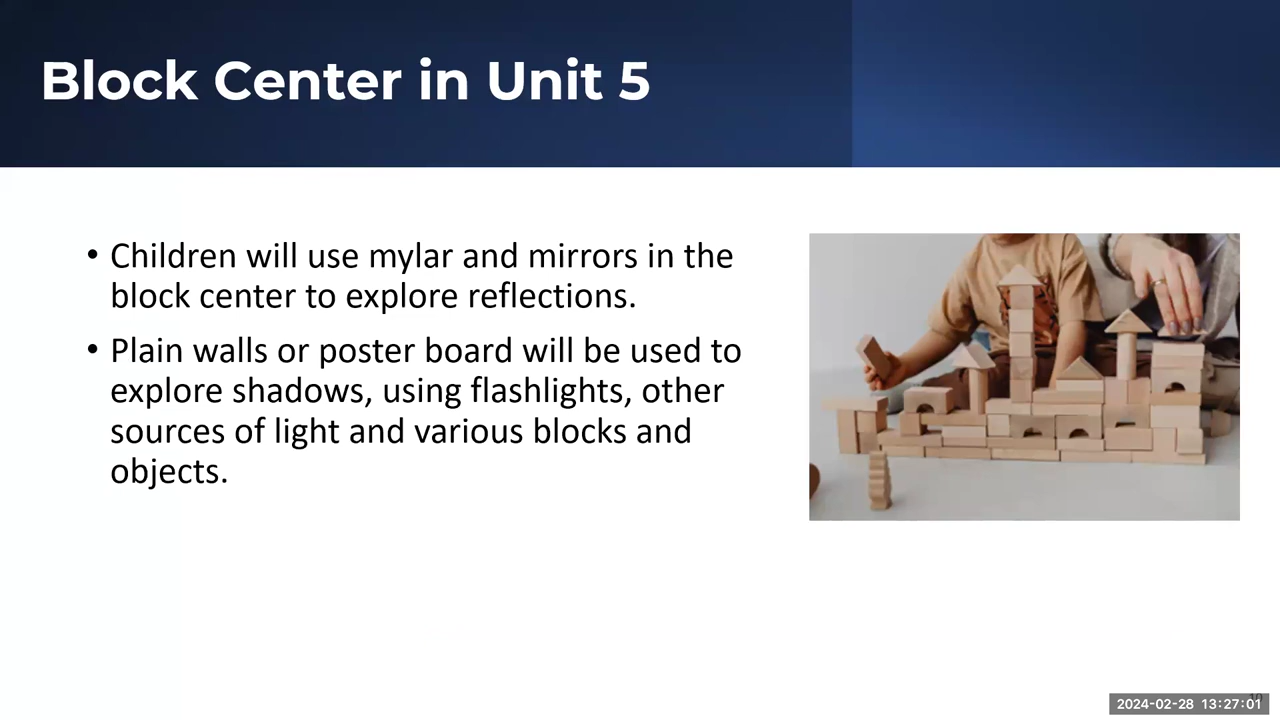 Block Center in Unit 5
• Children will use mylar and mirrors in the
block center to explore reflections.
• Plain walls or poster board will be used to
explore shadows, using flashlights, other
sources of light and various blocks and
objects.
2024-02-28 13:27:01